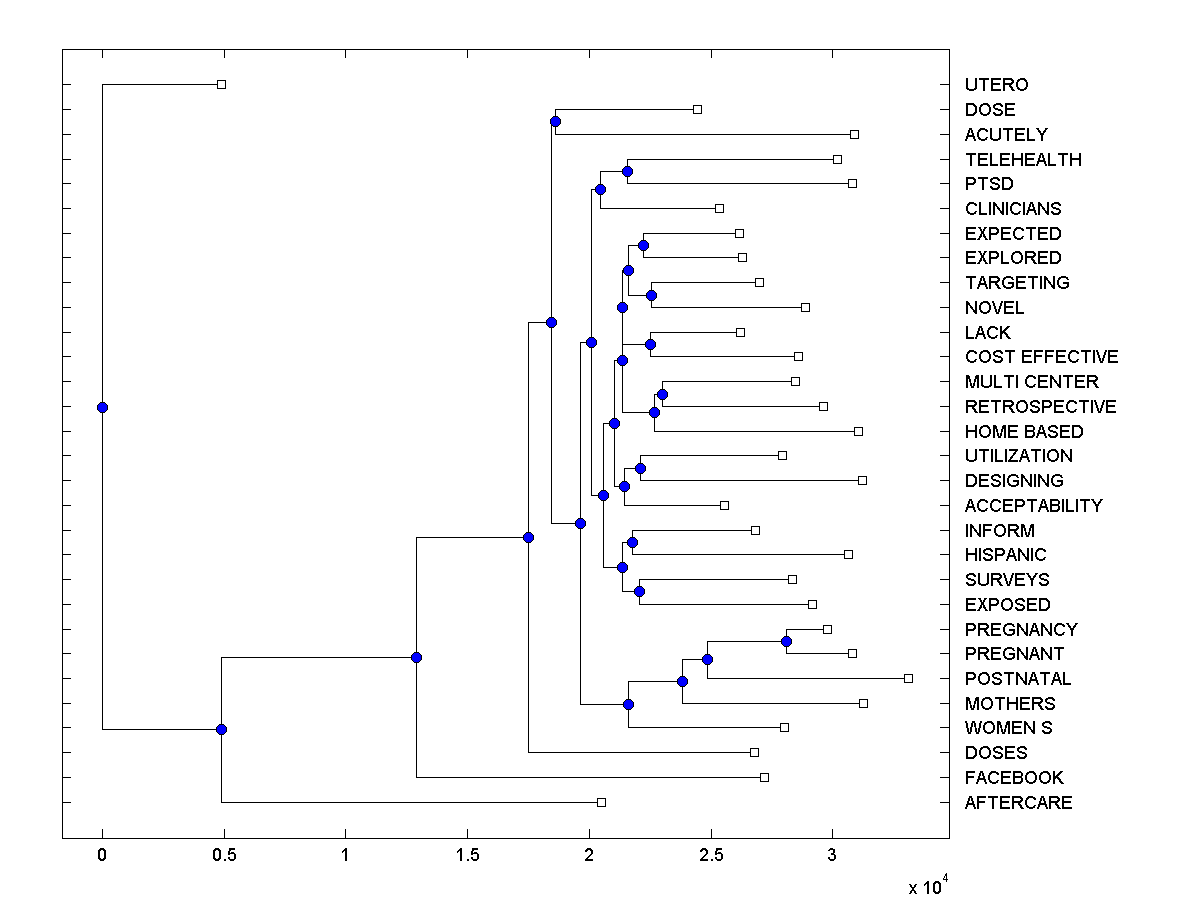 UTERO
DOSE
ACUTELY
TELEHEALTH
PTSD
CLINICIANS
EXPECTED
EXPLORED
TARGETING
NOVEL
LACK
COST EFFECTIVE
MULTI CENTER
RETROSPECTIVE
HOME BASED
UTILIZATION
DESIGNING
ACCEPTABILITY
INFORM
HISPANIC
SURVEYS
EXPOSED
PREGNANCY
PREGNANT
POSTNATAL
MOTHERS
WOMEN S
DOSES
FACEBOOK
AFTERCARE
0 0.5 1 1.5 2 2.5 3
x 10^4